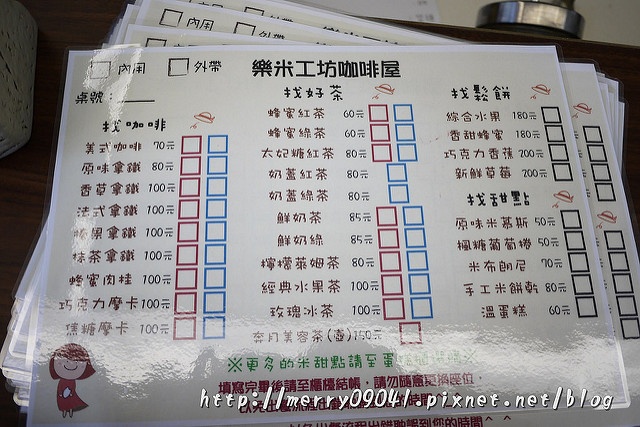 內用 外帶
樂米工坊咖啡屋
桌號:
找咖啡
美式咖啡 70元
原味拿鐵 80元
香草拿鐵 100元
法式拿鐵 100元
果拿鐵 100元
抹茶拿鐵 100元
蜂蜜肉桂 100元
巧克力摩卡 100元
焦糖摩卡 100元
找好茶
蜂蜜紅茶 60元
蜂蜜綠茶 60元
太妃糖紅茶 80元
奶蓋紅茶 80元
奶蓋綠茶 80元
鮮奶茶 85元
鮮奶綠 85元
檸檬萊姆茶 80元
經典水果茶 100元
玫瑰冰茶 100元
月美容茶(壺)150元
找鬆餅
綜合水果 180元
香甜蜂蜜 180元
巧克力香蕉 200元
新鮮草莓 200元
找甜點
原味米慕斯 50元
楓糖葡萄捲 50元
米布朗尼 70元
手工米餅乾 80元
溫蛋糕 60元
※更多的米甜點請至蛋糕
填寫完畢後請至櫃檯結帳,請勿隨意更換座位,
http://merry0904/.pixnet.net/blog